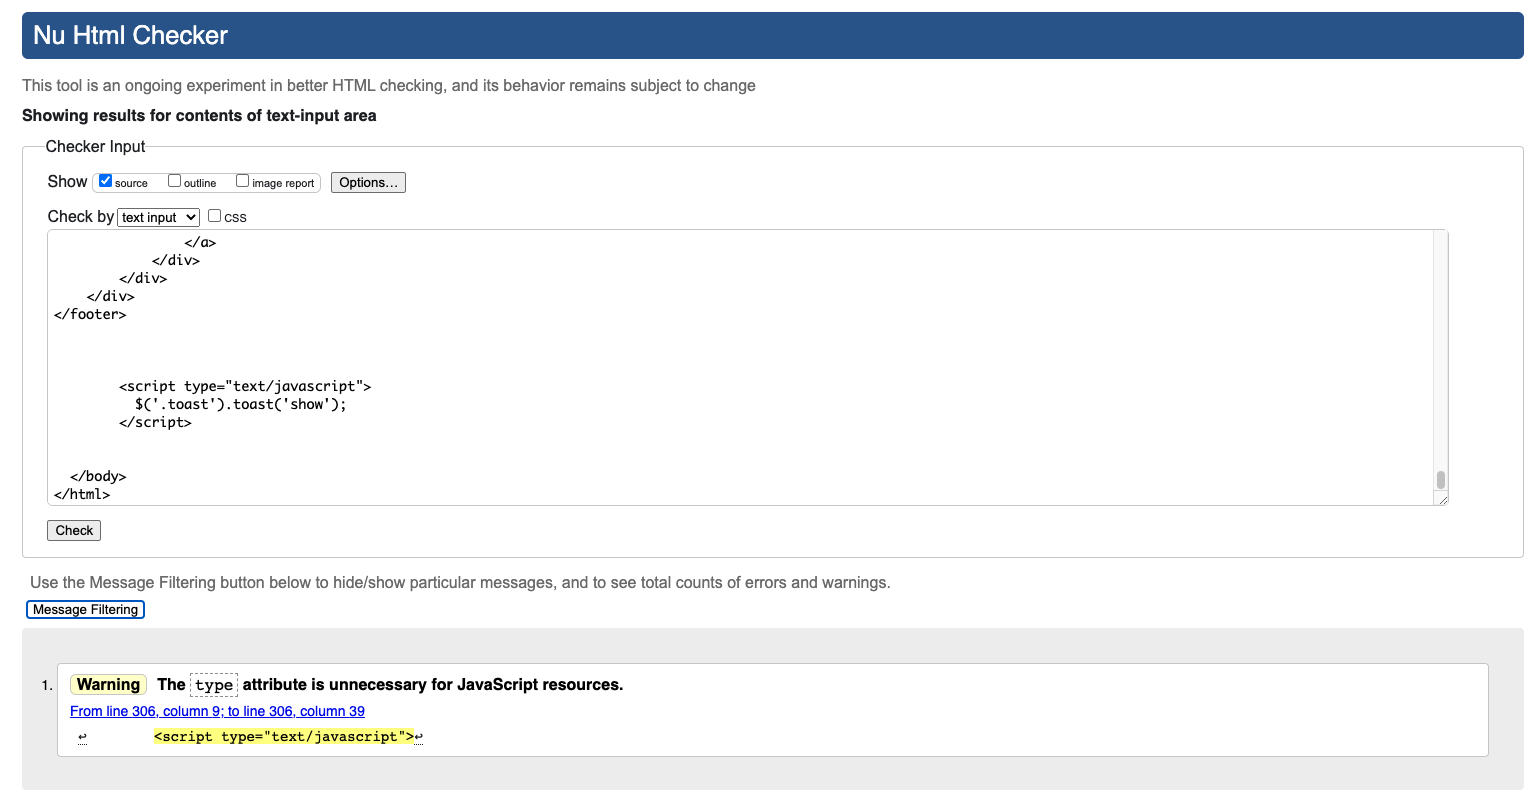 Nu Html Checker
This tool is an ongoing experiment in better HTML checking, and its behavior remains subject to change
Showing results for contents of text-input area
Checker Input
Show source outline image report Options...
Check by text input css
</a>
</div>
</div>
</div>
</footer>
<script type="text/javascript">
$('.toast').toast('show');
</script>
</body>
</html>
Check
Use the Message Filtering button below to hide/show particular messages, and to see total counts of errors and warnings.
Message Filtering
1. Warning The type attribute is unnecessary for JavaScript resources.
From line 306, column 9; to line 306, column 39
↩ <script type="text/javascript">↩